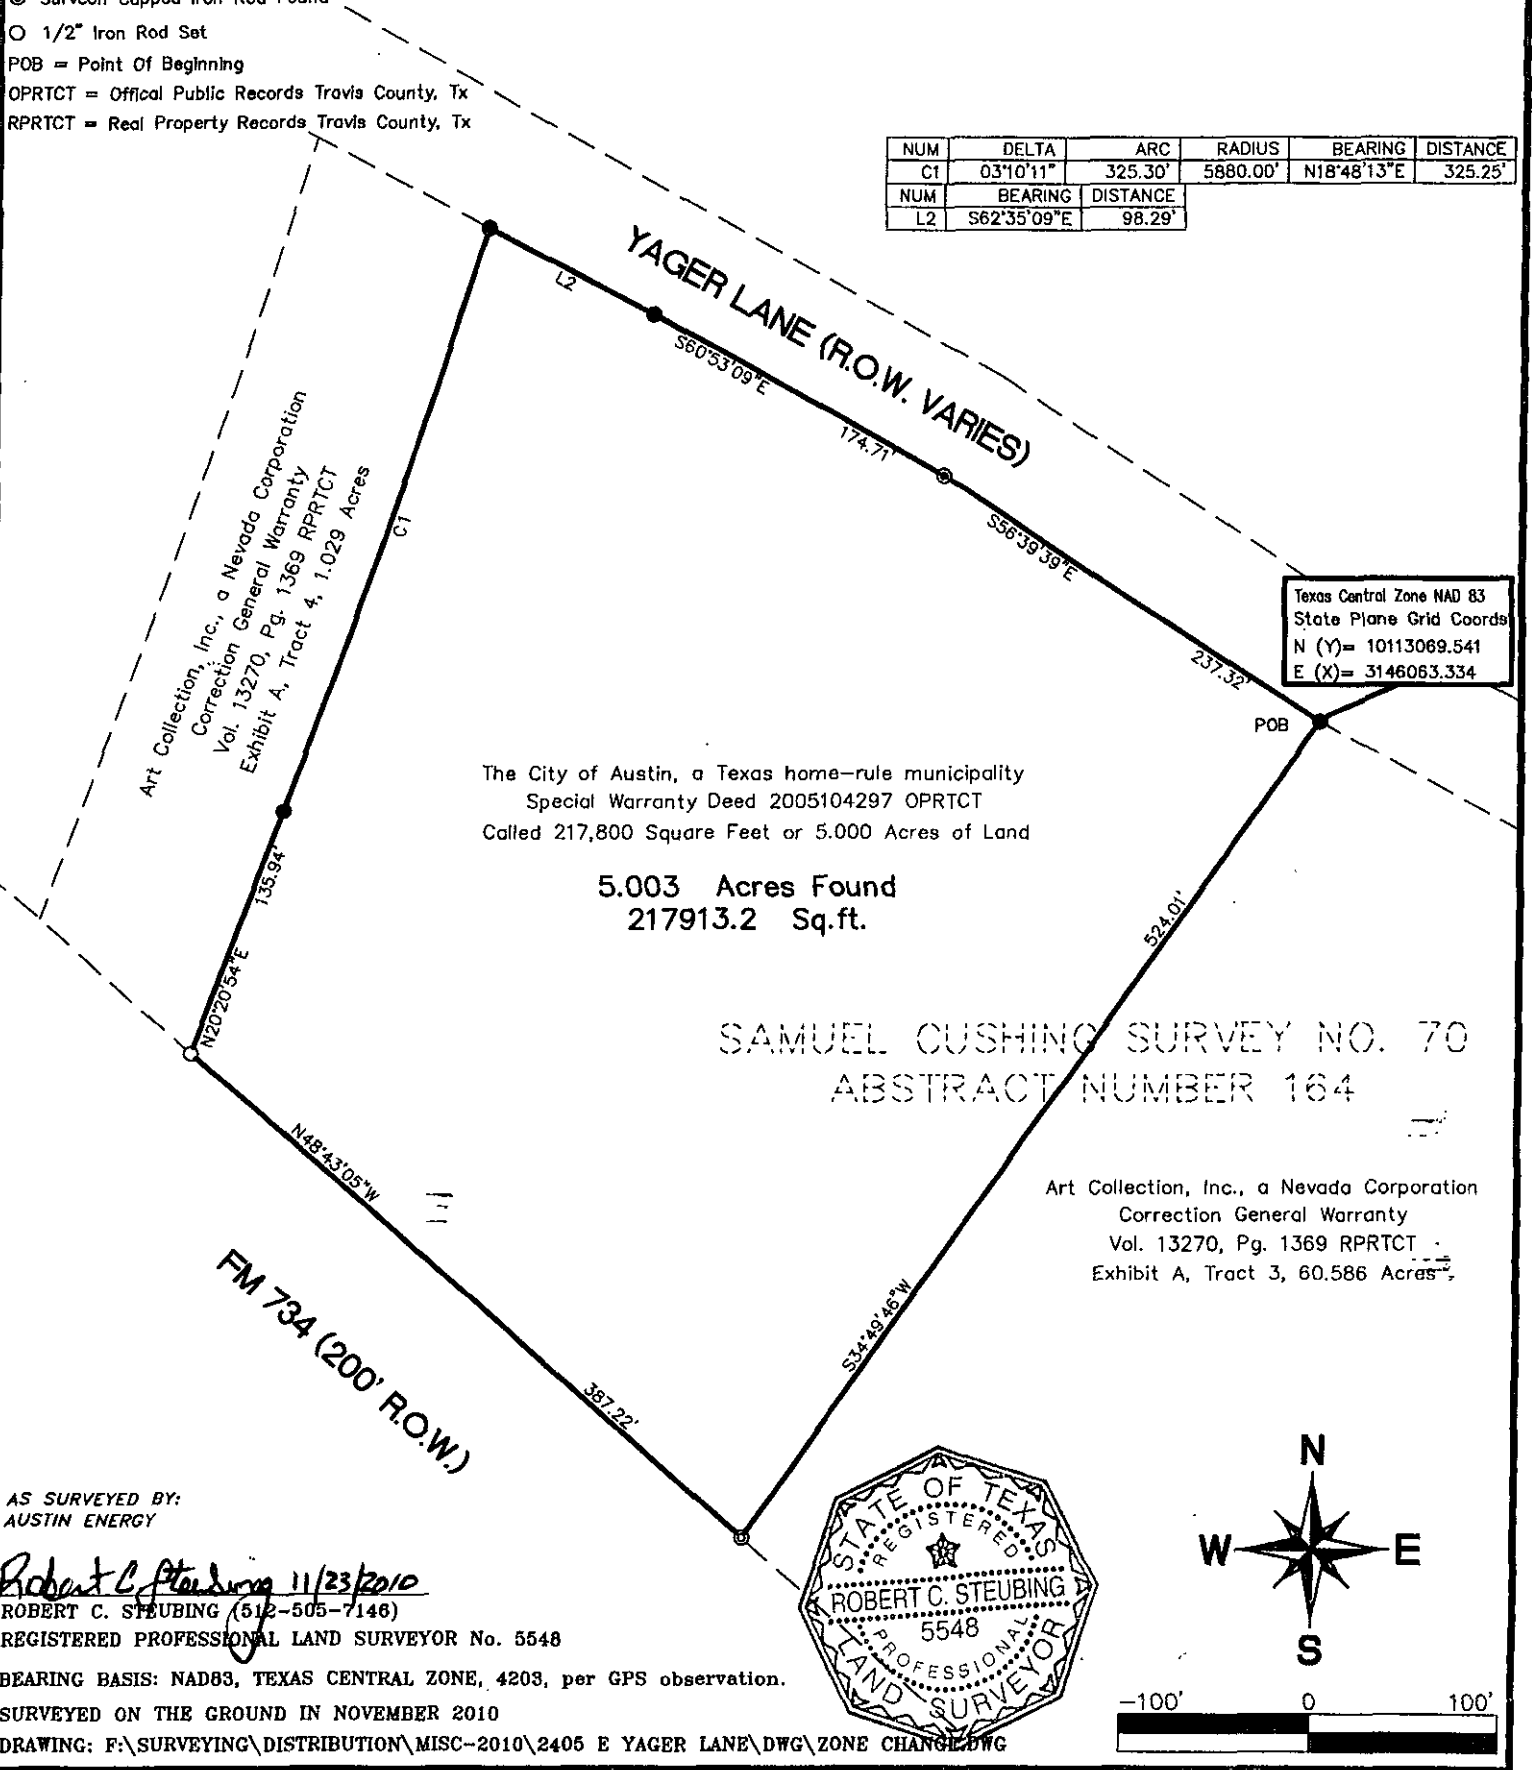 Capped Iron Rod Found
O 1/2" Iron Rod Set
POB = Point Of Beginning
OPRTCT = Offical Public Records Travis County, Tx
RPRTCT = Real Property Records Travis County, Tx
NUM DELTA ARC RADIUS BEARING DISTANCE
C1 03°10'11" 325.30' 5880.00' N18°48'13"E 325.25'
NUM BEARING DISTANCE
L2 S62°35'09"E 98.29'
YAGER LANE (R.O.W. VARIES)
L2
S60°53'09"E
174.71'
S56°39'39"E
237.32'
Texas Central Zone NAD 83
State Plane Grid Coords
N (Y)= 10113069.541
E (X)= 3146063.334
POB
Art Collection, Inc., a Nevada Corporation
Correction General Warranty
Vol. 13270, Pg. 1369 RPRTCT
Exhibit A, Tract 4, 1.029 Acres
C1
135.94'
N20°20'54"E
The City of Austin, a Texas home-rule municipality
Special Warranty Deed 2005104297 OPRTCT
Called 217,800 Square Feet or 5.000 Acres of Land
5.003 Acres Found
217913.2 Sq.ft.
524.01'
S34°49'46"W
SAMUEL CUSHING SURVEY NO. 70
ABSTRACT NUMBER 164
Art Collection, Inc., a Nevada Corporation
Correction General Warranty
Vol. 13270, Pg. 1369 RPRTCT
Exhibit A, Tract 3, 60.586 Acres
N48°43'05"W
387.22'
FM 734 (200' R.O.W.)
AS SURVEYED BY:
AUSTIN ENERGY
Robert C Steubing 11/23/2010
ROBERT C. STEUBING (512-505-7146)
REGISTERED PROFESSIONAL LAND SURVEYOR No. 5548
BEARING BASIS: NAD83, TEXAS CENTRAL ZONE, 4203, per GPS observation.
SURVEYED ON THE GROUND IN NOVEMBER 2010
DRAWING: F:\SURVEYING\DISTRIBUTION\MISC-2010\2405 E YAGER LANE\DWG\ZONE CHANGE.DWG
STATE OF TEXAS
REGISTERED
ROBERT C. STEUBING
5548
PROFESSIONAL
LAND SURVEYOR
N
W E
S
-100' 0 100'